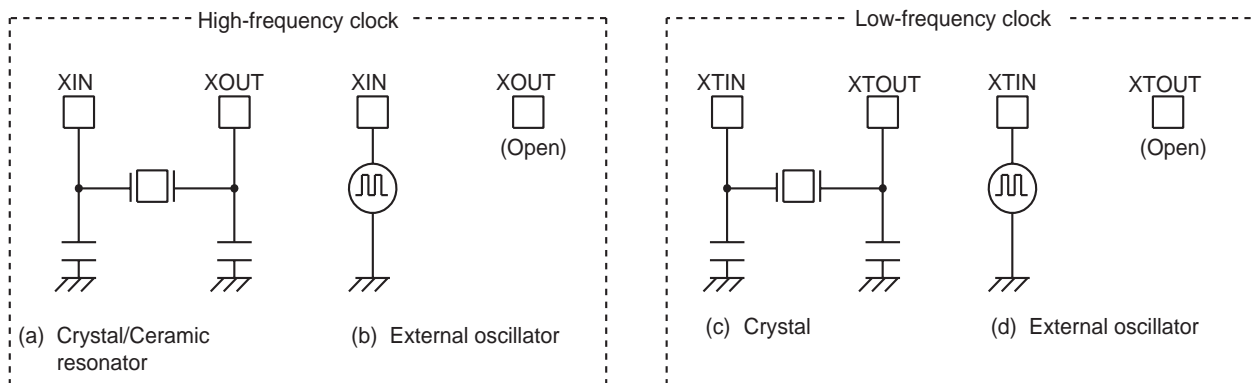 High-frequency clock
XIN XOUT XIN XOUT
(Open)
(a) Crystal/Ceramic
resonator
(b) External oscillator
Low-frequency clock
XTIN XTOUT XTIN XTOUT
(Open)
(c) Crystal
(d) External oscillator